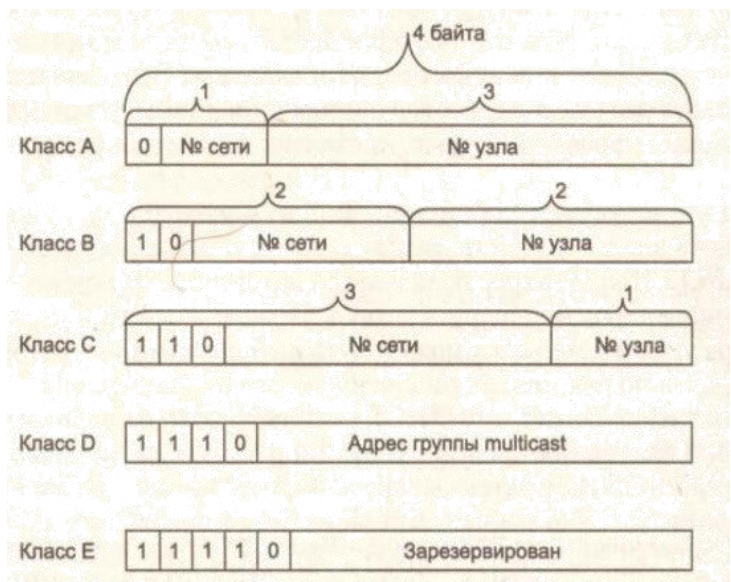 4 байта
1 3
Класс A 0 № сети № узла
2 2
Класс B 1 0 № сети № узла
3 1
Класс C 1 1 0 № сети № узла
Класс D 1 1 1 0 Адрес группы multicast
Класс E 1 1 1 1 0 Зарезервирован